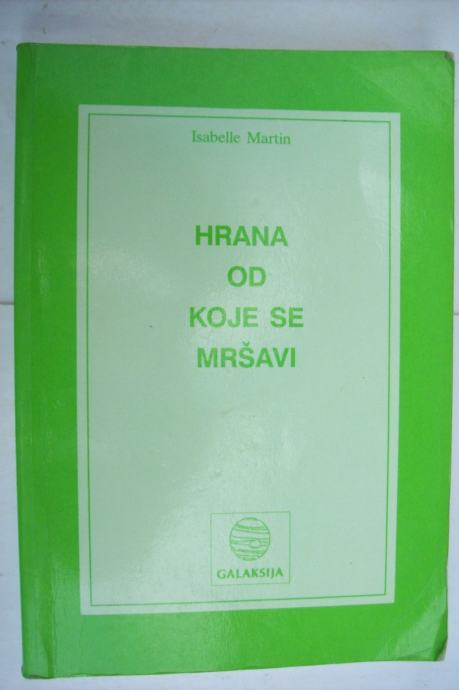 Isabelle Martin
HRANA
OD
KOJE SE
MRŠAVI
GALAKSIJA